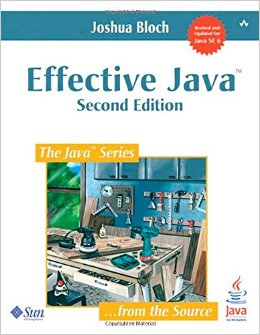 Joshua Bloch
Revised and
Updated for
Java SE 6
Effective Java™
Second Edition
The Java™ Series
...from the Source
Sun
Java